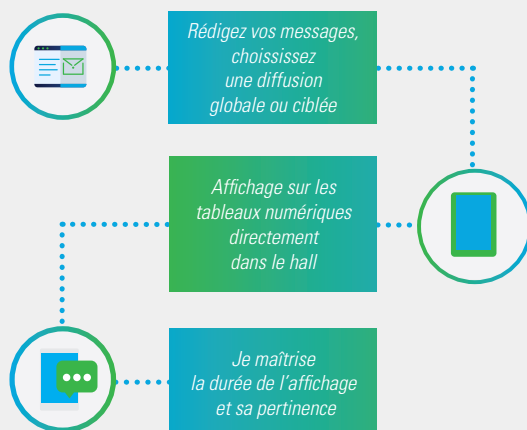 Rédigez vos messages,
choississez
une diffusion
globale ou ciblée
Affichage sur les
tableaux numériques
directement
dans le hall
Je maîtrise
la durée de l'affichage
et sa pertinence